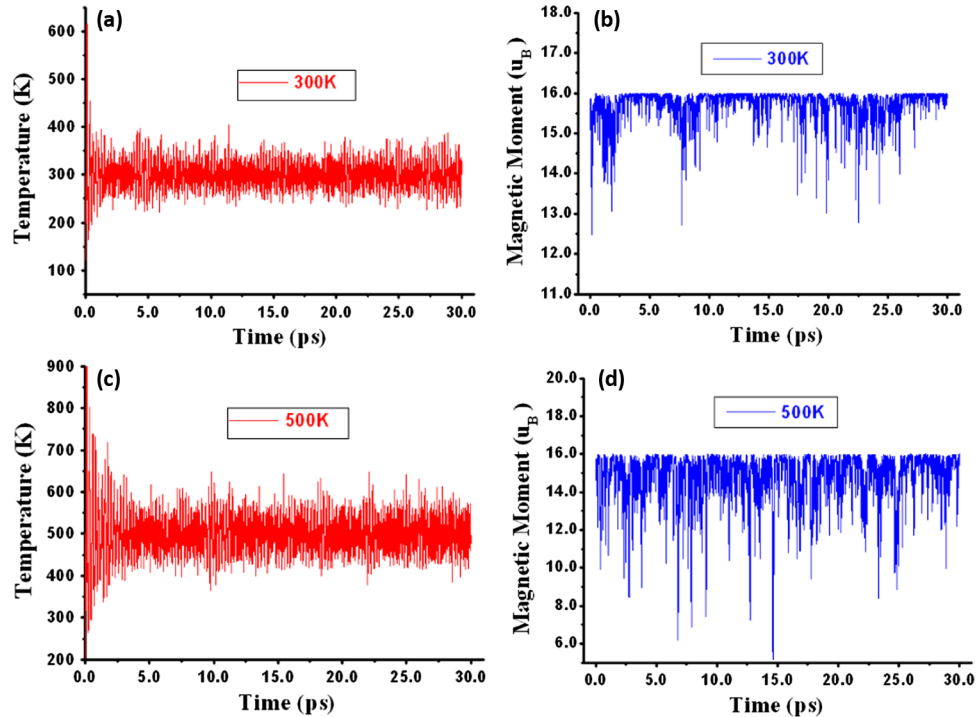 (a)
300K
600
500
400
300
200
100
Temperature (K)
0.0 5.0 10.0 15.0 20.0 25.0 30.0
Time (ps)
(b)
300K
18.0
17.0
16.0
15.0
14.0
13.0
12.0
11.0
Magnetic Moment (uB)
0.0 5.0 10.0 15.0 20.0 25.0 30.0
Time (ps)
(c)
500K
900
800
700
600
500
400
300
200
Temperature (K)
0.0 5.0 10.0 15.0 20.0 25.0 30.0
Time (ps)
(d)
500K
20.0
18.0
16.0
14.0
12.0
10.0
8.0
6.0
Magnetic Moment (uB)
0.0 5.0 10.0 15.0 20.0 25.0 30.0
Time (ps)